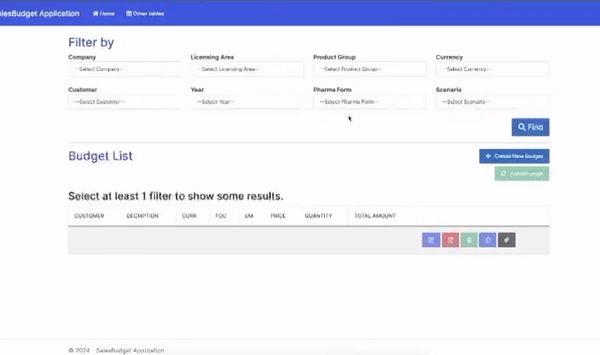 alesBudget Application Home Other tables
Filter by
Company Licensing Area Product Group Currency
--Select Company-- --Select Licensing Area-- --Select Product Group-- --Select Currency--
Customer Year Pharma Form Scenario
--Select Customer-- --Select Year-- --Select Pharma Form-- --Select Scenario--
Find
Budget List
Create New Budget
Select at least 1 filter to show some results.
CUSTOMER DECRIPTION CURR FOC UM PRICE QUANTITY TOTAL AMOUNT
© 2024 - SalesBudget Application